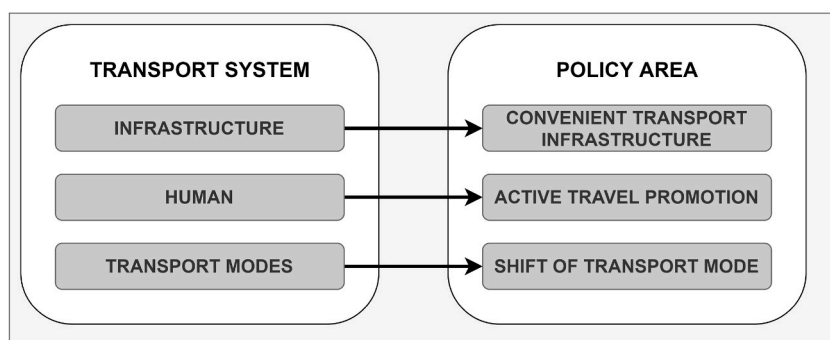 TRANSPORT SYSTEM
POLICY AREA
INFRASTRUCTURE
CONVENIENT TRANSPORT
INFRASTRUCTURE
HUMAN
ACTIVE TRAVEL PROMOTION
TRANSPORT MODES
SHIFT OF TRANSPORT MODE